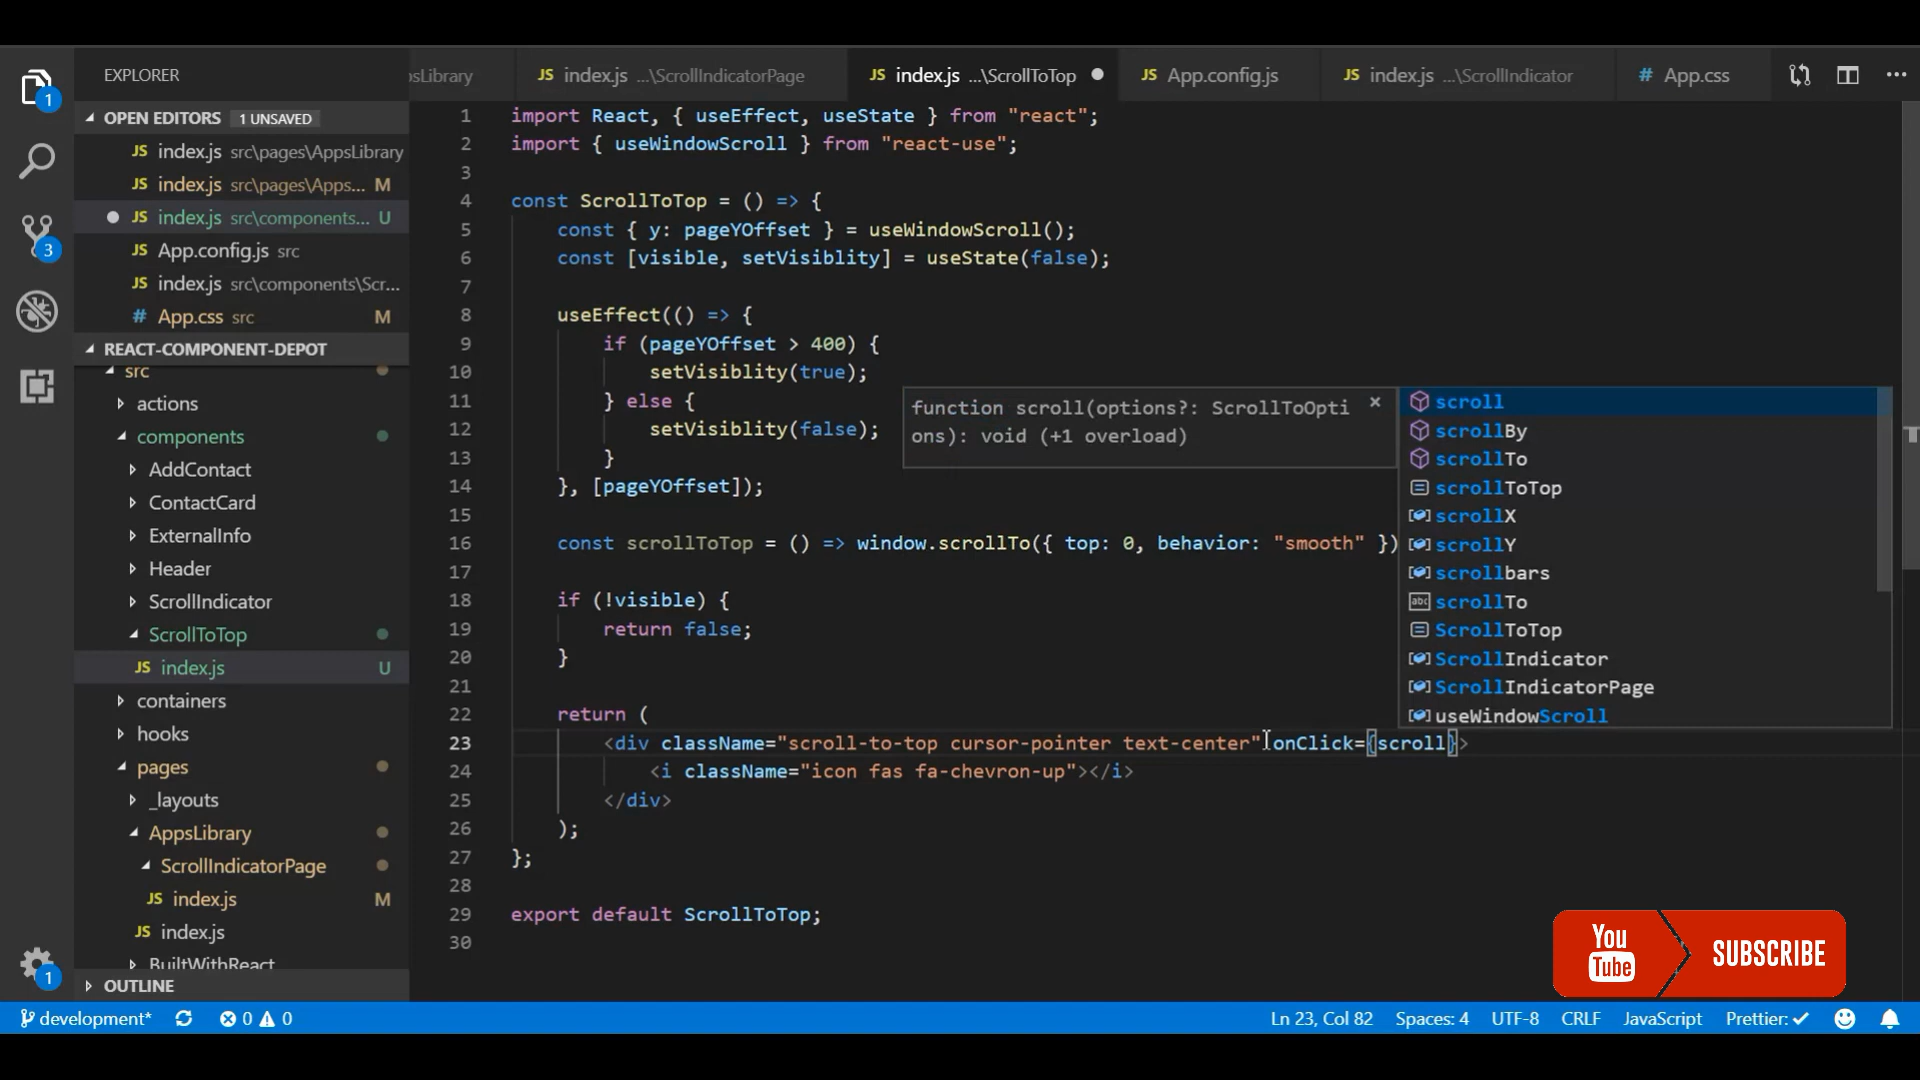 EXPLORER
OPEN EDITORS 1 UNSAVED
JS index.js src\pages\AppsLibrary
JS index.js src\pages\Apps... M
JS index.js src\components... U
JS App.config.js src
JS index.js src\components\Scr...
# App.css src M
REACT-COMPONENT-DEPOT
src
actions
components
AddContact
ContactCard
ExternalInfo
Header
ScrollIndicator
ScrollToTop
JS index.js U
containers
hooks
pages
_layouts
AppsLibrary
ScrollIndicatorPage
JS index.js M
JS index.js
BuiltWithReact
OUTLINE
1
3
1
sLibrary JS index.js ...\ScrollIndicatorPage JS index.js ...\ScrollToTop JS App.config.js JS index.js ...\ScrollIndicator # App.css ...
1 import React, { useEffect, useState } from "react";
2 import { useWindowScroll } from "react-use";
3
4 const ScrollToTop = () => {
5 const { y: pageYOffset } = useWindowScroll();
6 const [visible, setVisiblity] = useState(false);
7
8 useEffect(() => {
9 if (pageYOffset > 400) {
10 setVisiblity(true);
11 } else {
12 setVisiblity(false);
13 }
14 }, [pageYOffset]);
15
16 const scrollToTop = () => window.scrollTo({ top: 0, behavior: "smooth" })
17
18 if (!visible) {
19 return false;
20 }
21
22 return (
23 <div className="scroll-to-top cursor-pointer text-center" onClick={scroll}>
24 <i className="icon fas fa-chevron-up"></i>
25 </div>
26 );
27 };
28
29 export default ScrollToTop;
30
function scroll(options?: ScrollToOpti
ons): void (+1 overload)
scroll
scrollBy
scrollTo
scrollToTop
scrollX
scrollY
scrollbars
abc scrollTo
ScrollToTop
ScrollIndicator
ScrollIndicatorPage
useWindowScroll
You
Tube
SUBSCRIBE
development* 0 0 Ln 23, Col 82 Spaces: 4 UTF-8 CRLF JavaScript Prettier: ✓